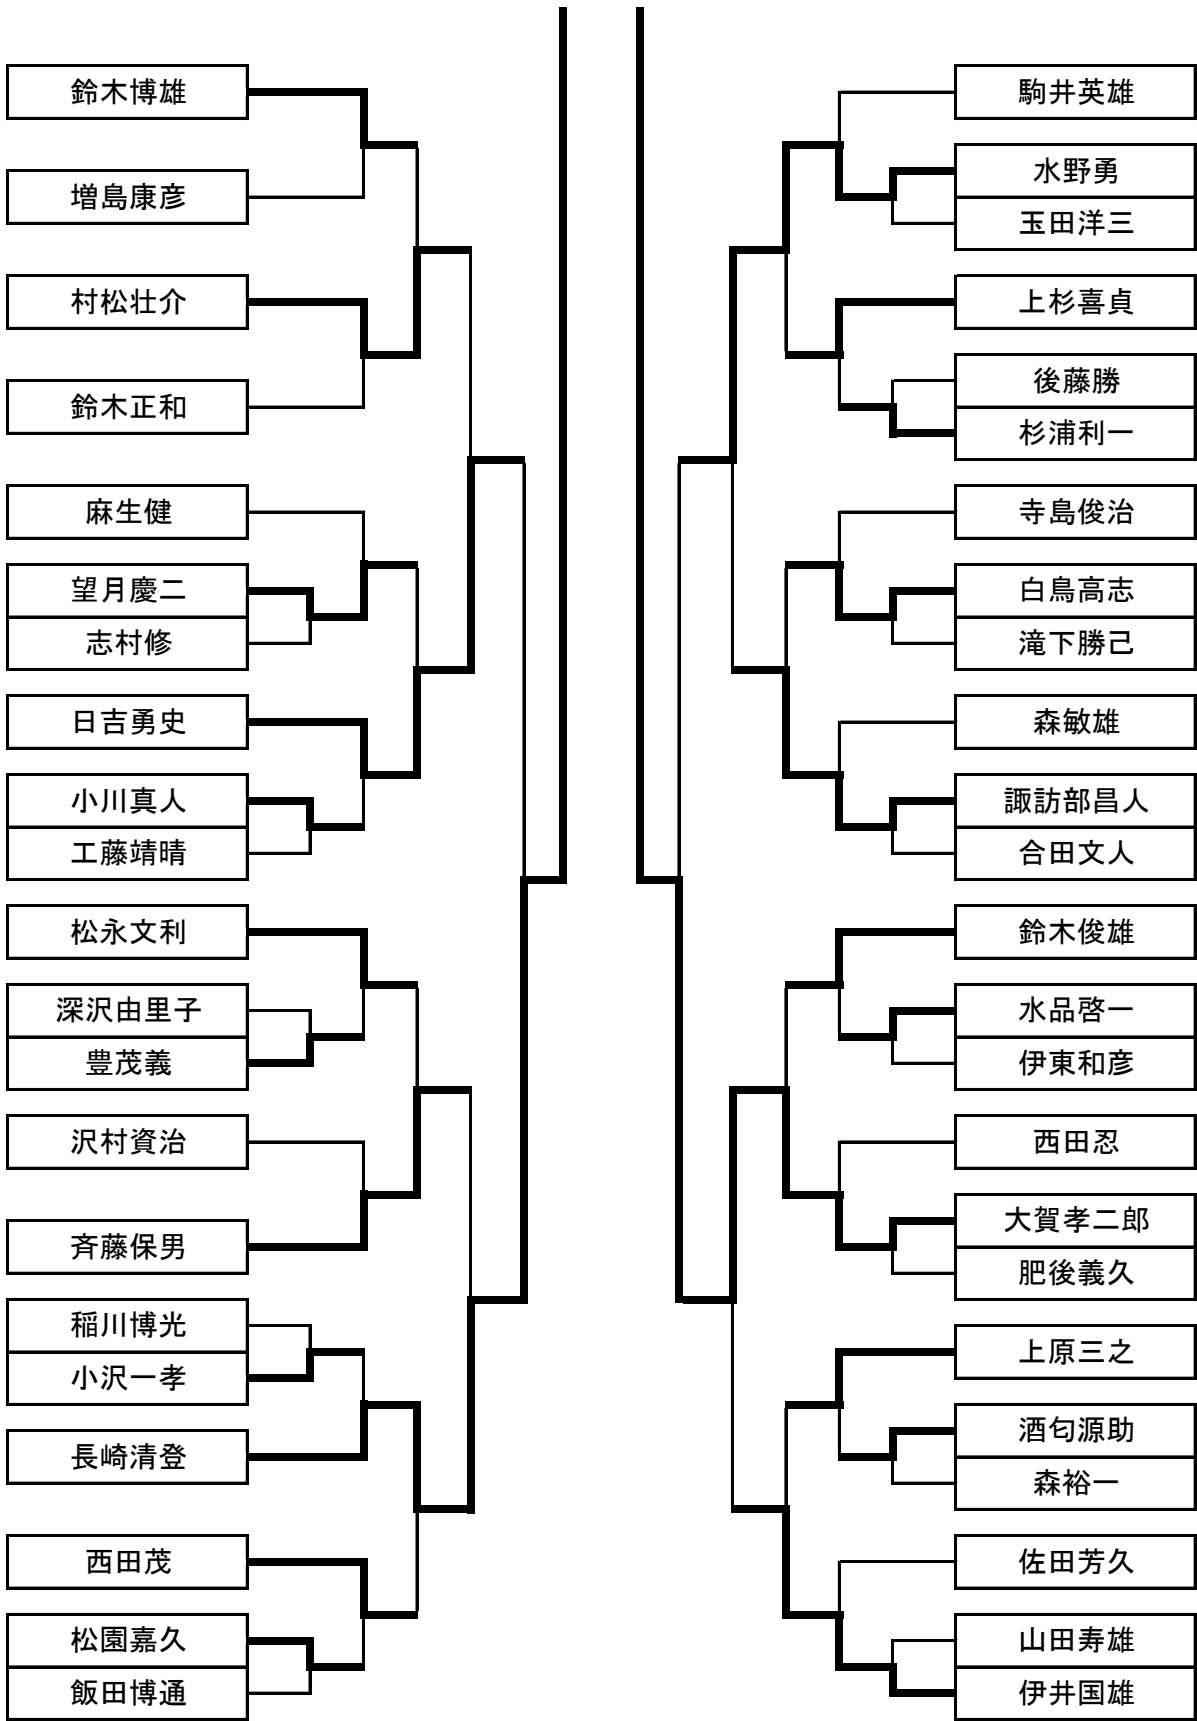 鈴木博雄
増島康彦
村松壮介
鈴木正和
麻生健
望月慶二
志村修
日吉勇史
小川真人
工藤靖晴
松永文利
深沢由里子
豊茂義
沢村資治
斉藤保男
稲川博光
小沢一孝
長崎清登
西田茂
松園嘉久
飯田博通
駒井英雄
水野勇
玉田洋三
上杉喜貞
後藤勝
杉浦利一
寺島俊治
白鳥高志
滝下勝己
森敏雄
諏訪部昌人
合田文人
鈴木俊雄
水品啓一
伊東和彦
西田忍
大賀孝二郎
肥後義久
上原三之
酒匂源助
森裕一
佐田芳久
山田寿雄
伊井国雄